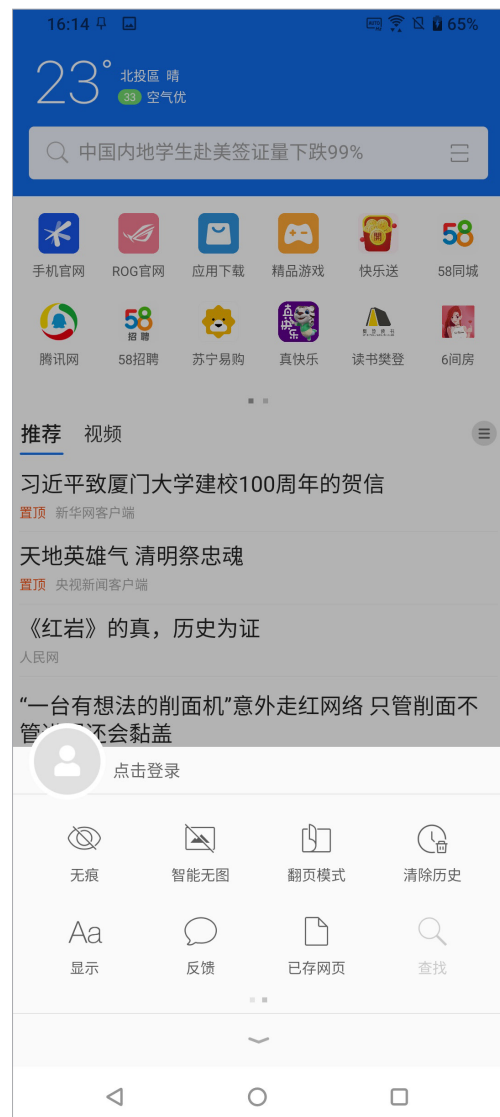 16:14
65%
23°
北投區 晴
33 空气优
中国内地学生赴美签证量下跌99%
手机官网
ROG官网
应用下载
精品游戏
快乐送
58同城
腾讯网
58招聘
苏宁易购
真快乐
读书樊登
6间房
推荐 视频
习近平致厦门大学建校100周年的贺信
置顶 新华网客户端
天地英雄气 清明祭忠魂
置顶 央视新闻客户端
《红岩》的真，历史为证
人民网
“一台有想法的削面机”意外走红网络 只管削面不
管 还会黏盖
点击登录
无痕
智能无图
翻页模式
清除历史
Aa
显示
反馈
已存网页
查找